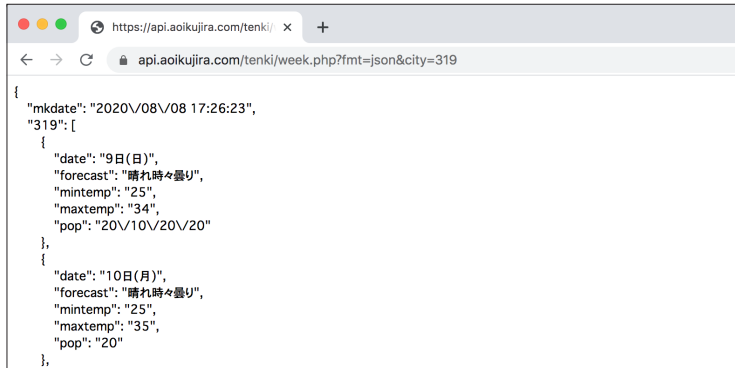 https://api.aoikujira.com/tenki/
api.aoikujira.com/tenki/week.php?fmt=json&city=319
{
"mkdate": "2020\/08\/08 17:26:23",
"319": [
{
"date": "9日(日)",
"forecast": "晴れ時々曇り",
"mintemp": "25",
"maxtemp": "34",
"pop": "20\/10\/20\/20"
},
{
"date": "10日(月)",
"forecast": "晴れ時々曇り",
"mintemp": "25",
"maxtemp": "35",
"pop": "20"
},